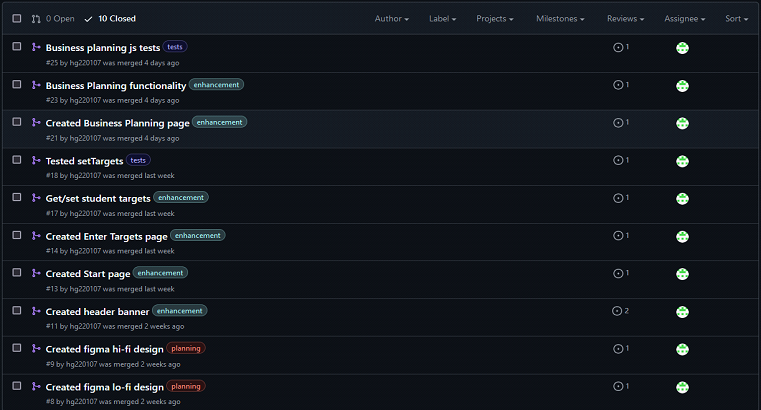 0 Open 10 Closed Author Label Projects Milestones Reviews Assignee Sort
Business planning js tests tests 1
#25 by hg220107 was merged 4 days ago
Business Planning functionality enhancement 1
#23 by hg220107 was merged 4 days ago
Created Business Planning page enhancement 1
#21 by hg220107 was merged 4 days ago
Tested setTargets tests 1
#18 by hg220107 was merged last week
Get/set student targets enhancement 1
#17 by hg220107 was merged last week
Created Enter Targets page enhancement 1
#14 by hg220107 was merged last week
Created Start page enhancement 1
#13 by hg220107 was merged last week
Created header banner enhancement 2
#11 by hg220107 was merged 2 weeks ago
Created figma hi-fi design planning 1
#9 by hg220107 was merged 2 weeks ago
Created figma lo-fi design planning 1
#8 by hg220107 was merged 2 weeks ago